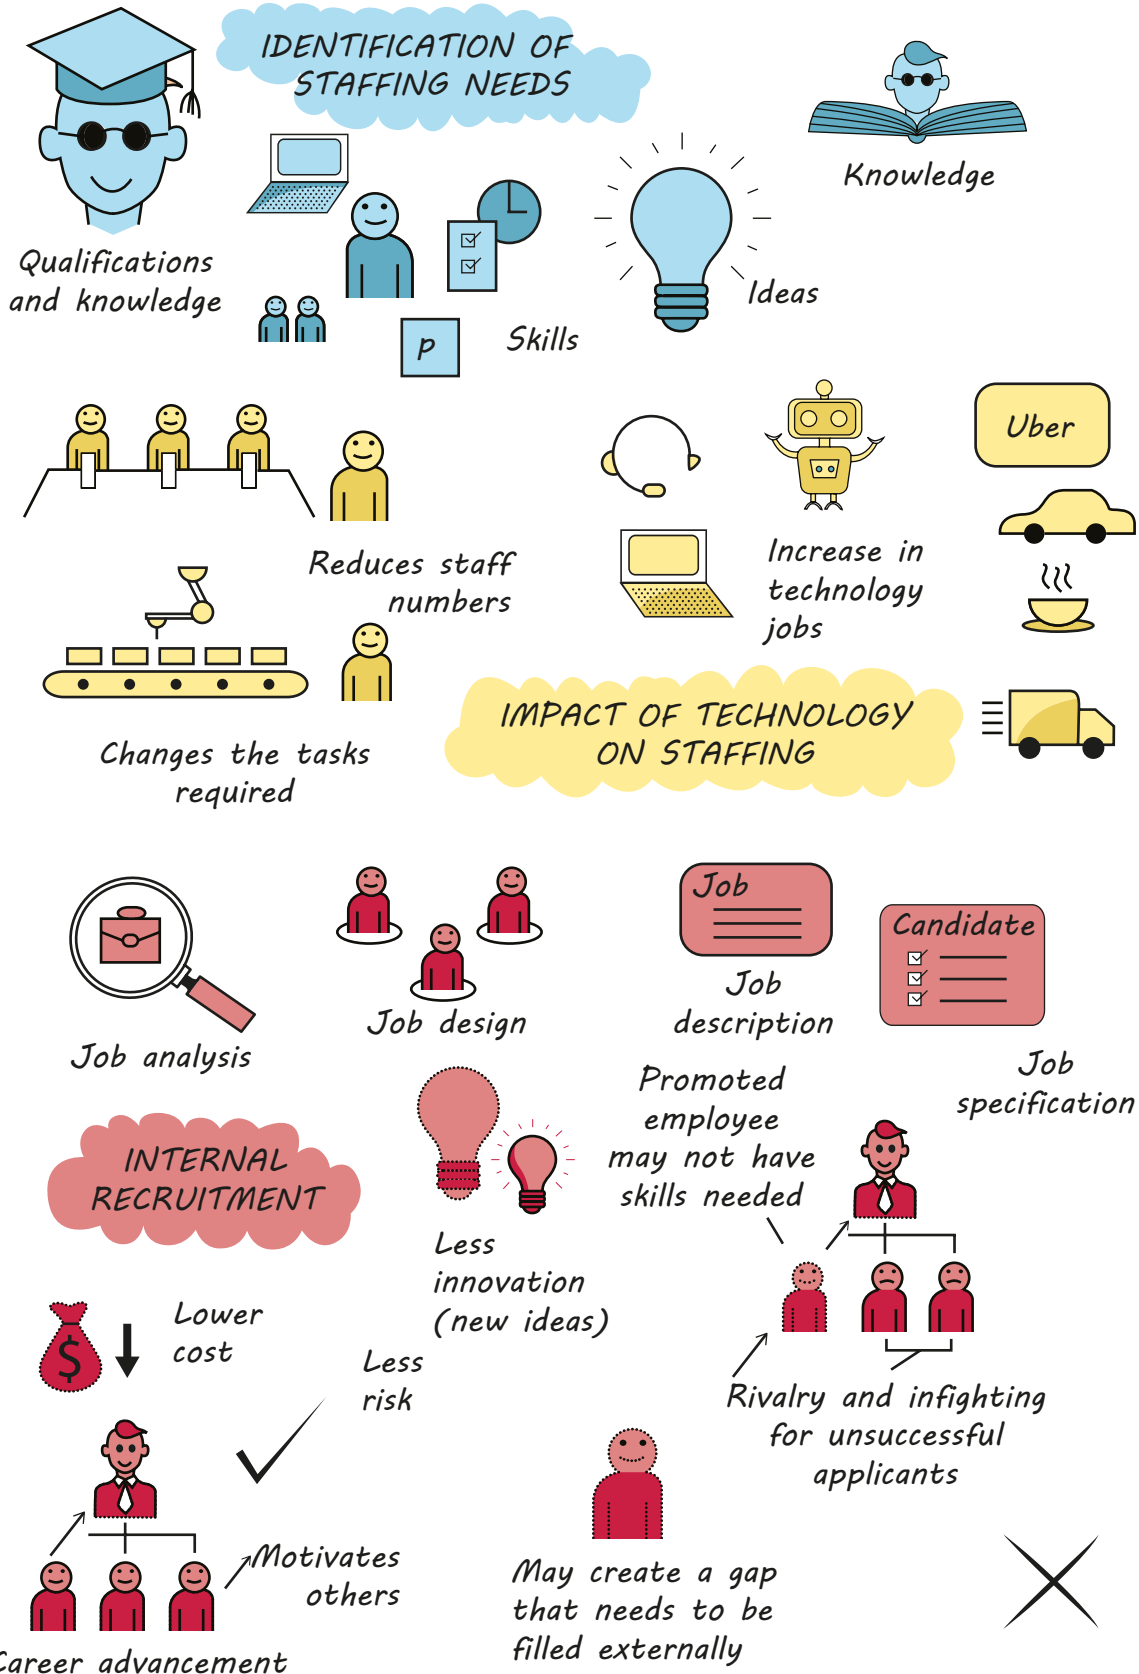 IDENTIFICATION OF
STAFFING NEEDS
Knowledge
Qualifications
and knowledge
Ideas
P
Skills
Uber
Reduces staff
numbers
Increase in
technology
jobs
Changes the tasks
required
IMPACT OF TECHNOLOGY
ON STAFFING
Job analysis
Job design
Job
Job
description
Candidate
Job
specification
INTERNAL
RECRUITMENT
Lower
cost
Less
risk
Less
innovation
(new ideas)
Promoted
employee
may not have
skills needed
Rivalry and infighting
for unsuccessful
applicants
$
Motivates
others
Career advancement
May create a gap
that needs to be
filled externally